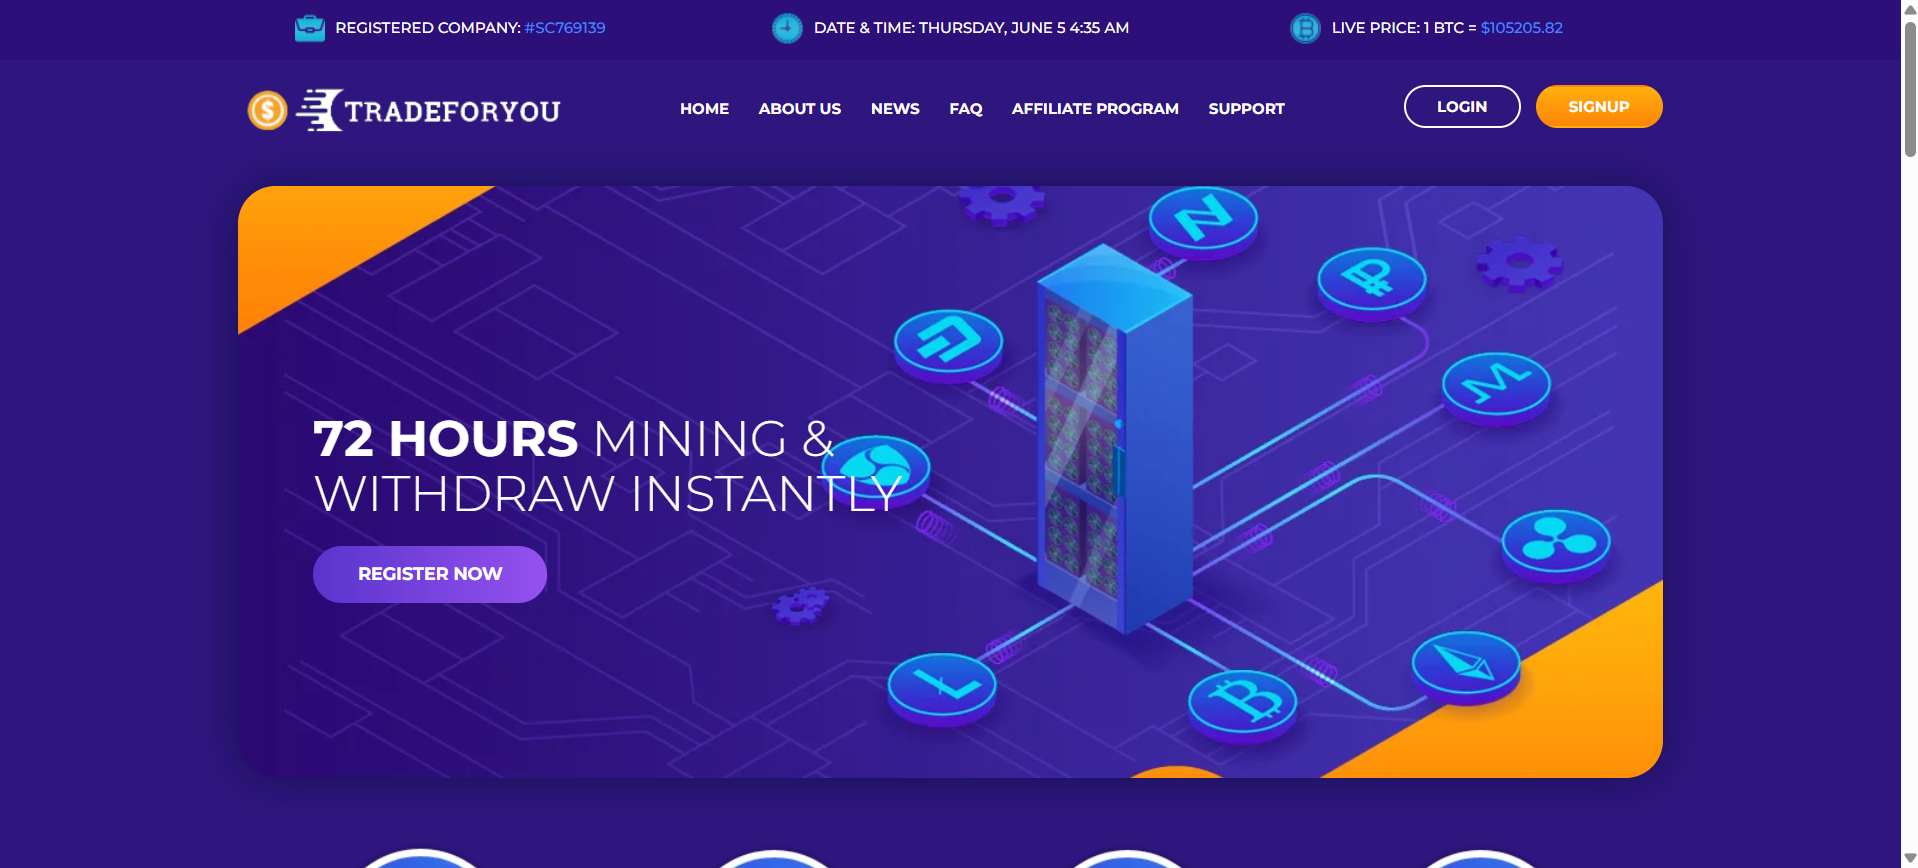 REGISTERED COMPANY: #SC769139
DATE & TIME: THURSDAY, JUNE 5 4:35 AM
LIVE PRICE: 1 BTC = $105205.82
TRADEFORYOU
HOME
ABOUT US
NEWS
FAQ
AFFILIATE PROGRAM
SUPPORT
LOGIN
SIGNUP
72 HOURS MINING &
WITHDRAW INSTANTLY
REGISTER NOW